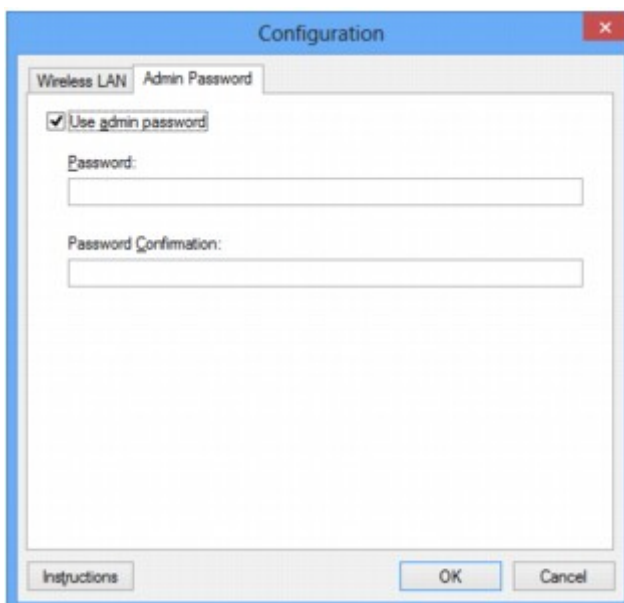 Configuration
Wireless LAN Admin Password
Use admin password
Password:
Password Confirmation:
Instructions OK Cancel